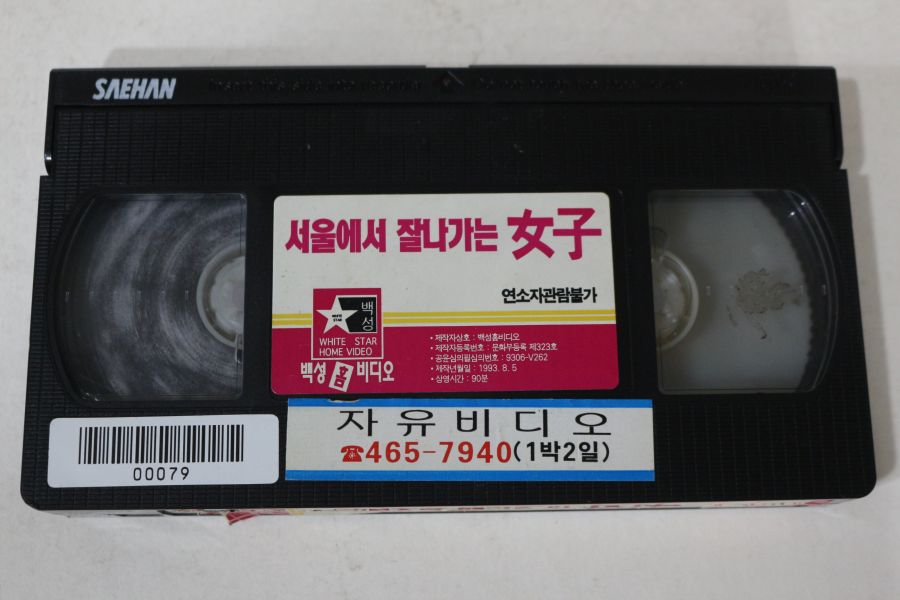 SAEHAN
서울에서 잘나가는 女子
연소자관람불가
백성
WHITE STAR
WHITE STAR
HOME VIDEO
백성 홈 비디오
• 제작자상호 : 백성홈비디오
• 제작자등록번호 : 문화부등록 제323호
• 공윤심의필심의번호 : 9306-V262
• 제작년월일 : 1993. 8. 5
• 상영시간 : 90분
자유비디오
☎465-7940(1박2일)
00079